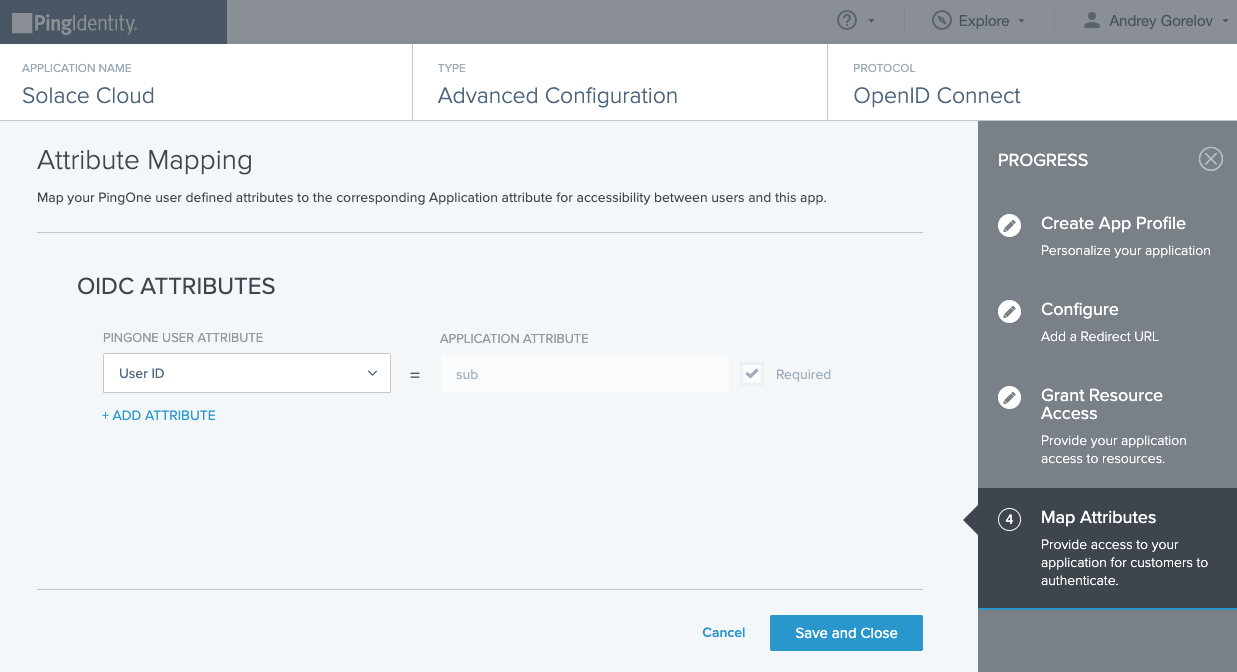 PingIdentity.
Explore
Andrey Gorelov
APPLICATION NAME
Solace Cloud
TYPE
Advanced Configuration
PROTOCOL
OpenID Connect
Attribute Mapping
Map your PingOne user defined attributes to the corresponding Application attribute for accessibility between users and this app.
OIDC ATTRIBUTES
PINGONE USER ATTRIBUTE
APPLICATION ATTRIBUTE
User ID
=
sub
Required
+ ADD ATTRIBUTE
Cancel
Save and Close
PROGRESS
Create App Profile
Personalize your application
Configure
Add a Redirect URL
Grant Resource
Access
Provide your application
access to resources.
4
Map Attributes
Provide access to your
application for customers to
authenticate.